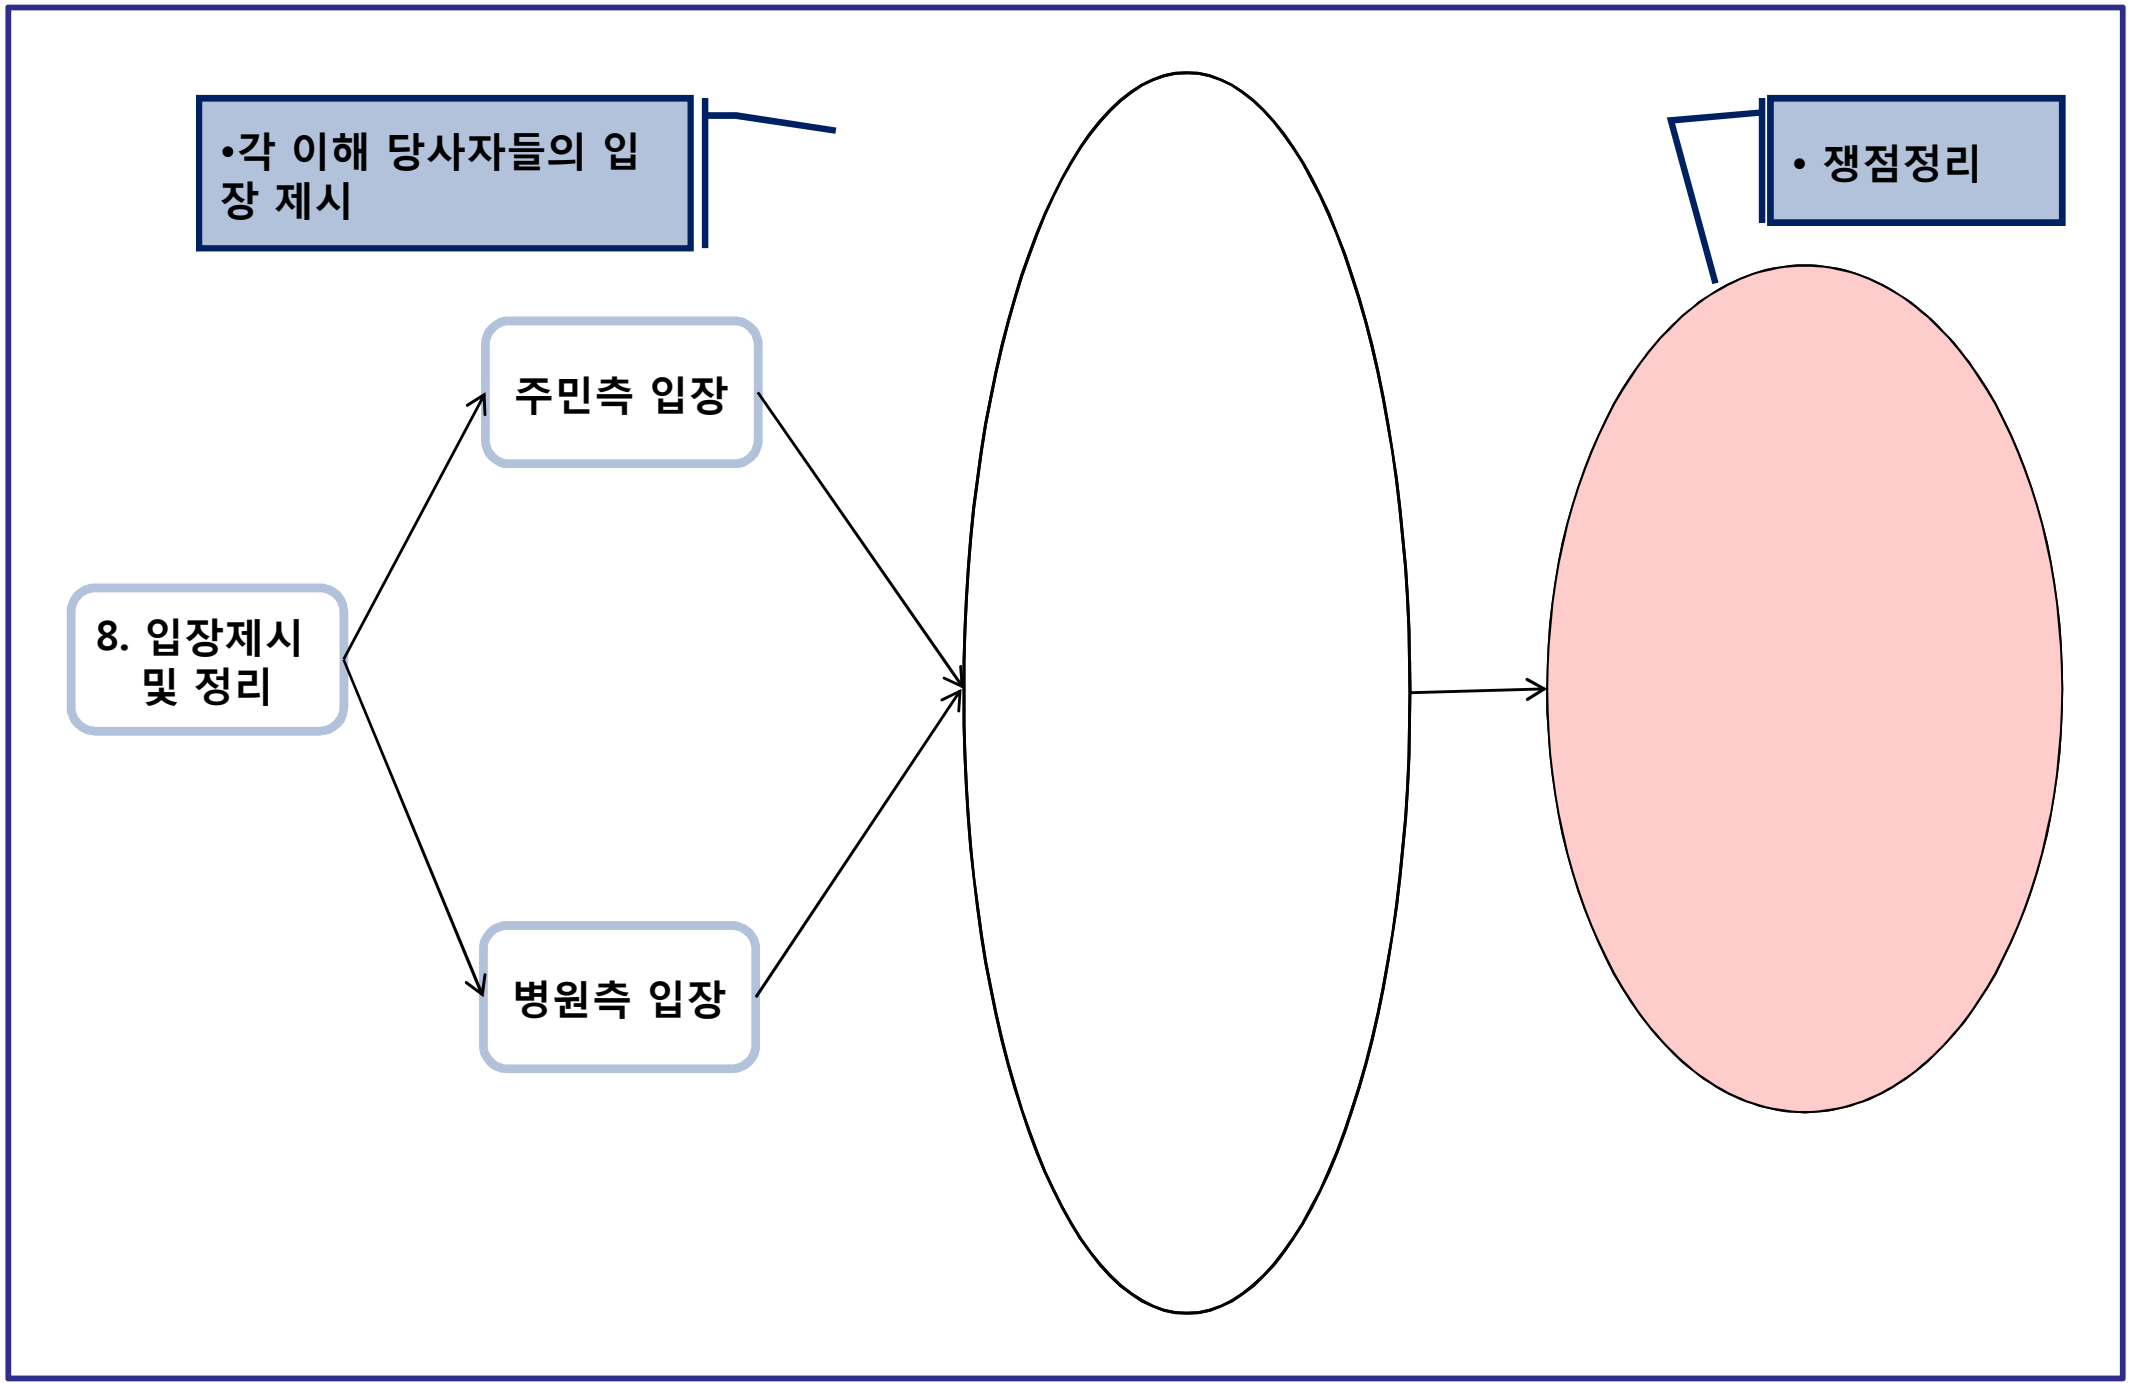 •각 이해 당사자들의 입
장 제시
• 쟁점정리
주민측 입장
8. 입장제시
및 정리
병원측 입장